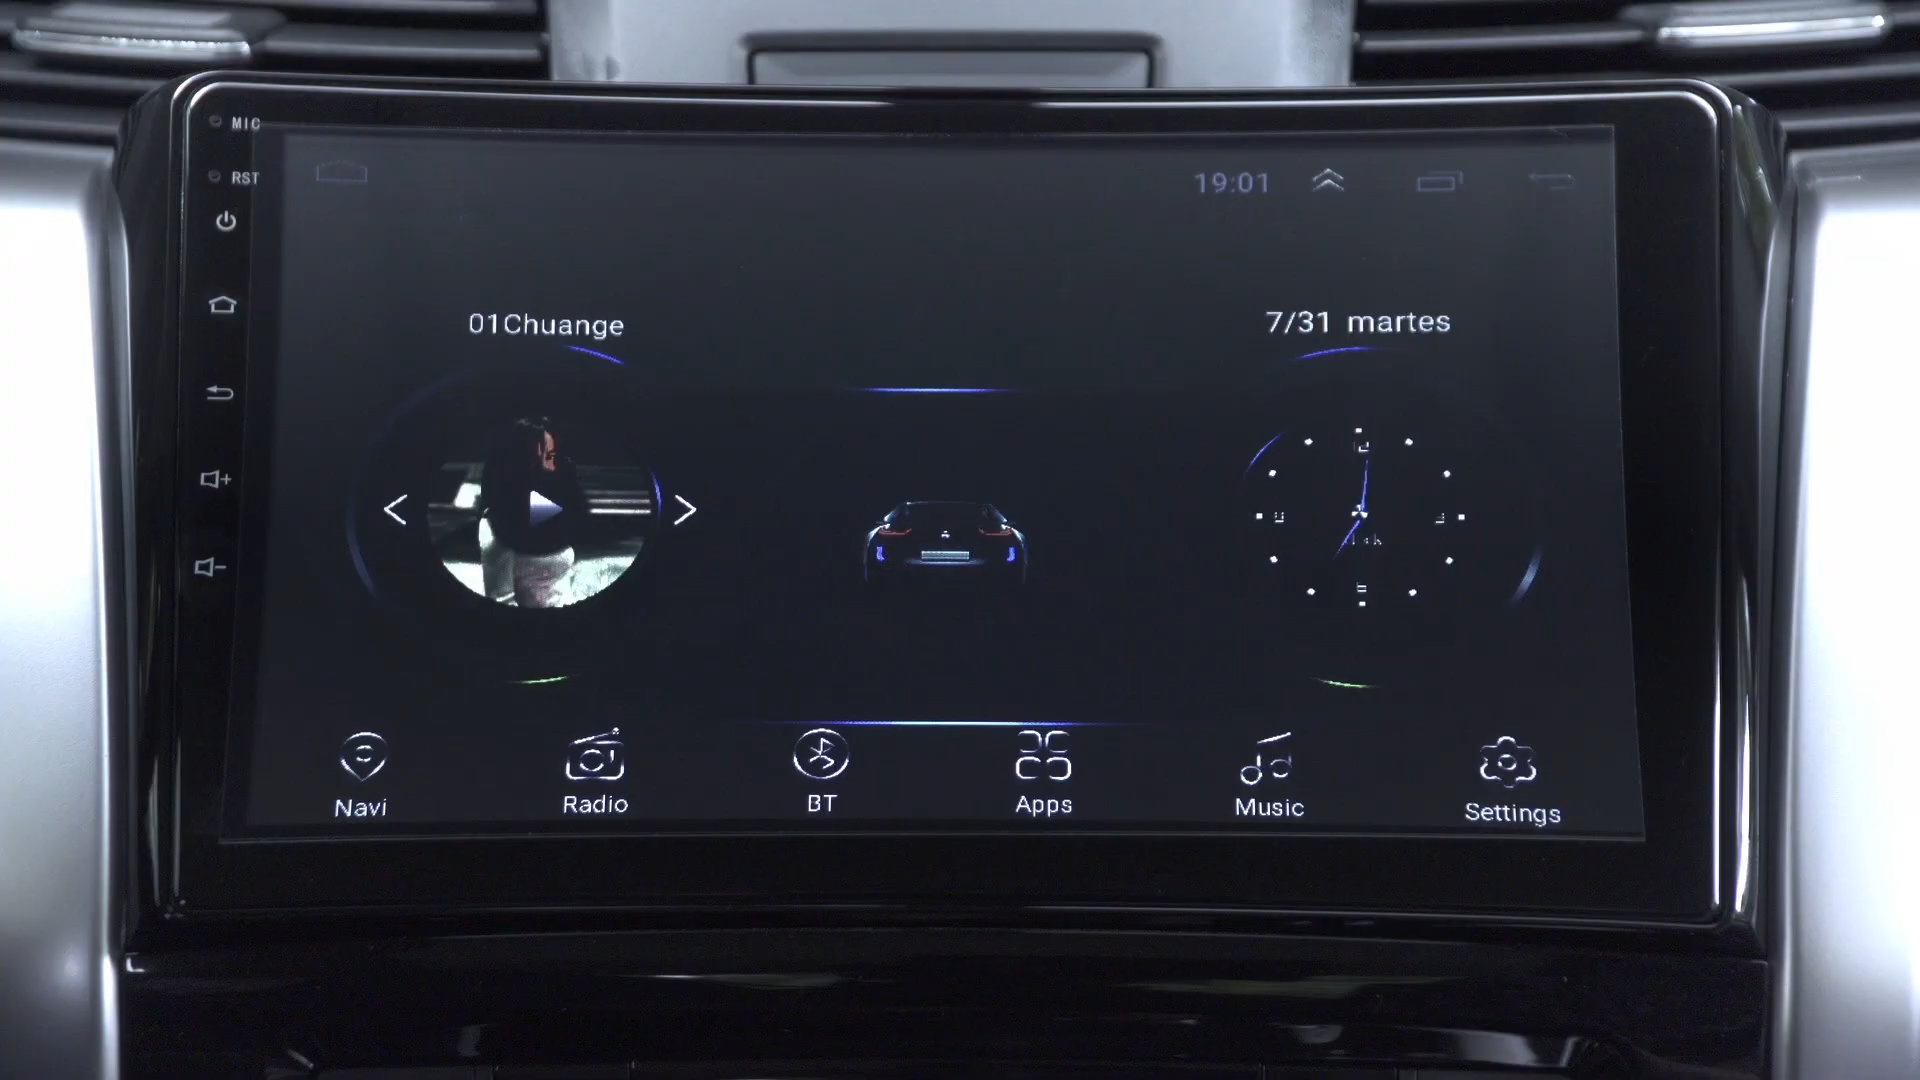 MIC
RST
19:01
01Chuange
7/31 martes
Navi
Radio
BT
Apps
Music
Settings